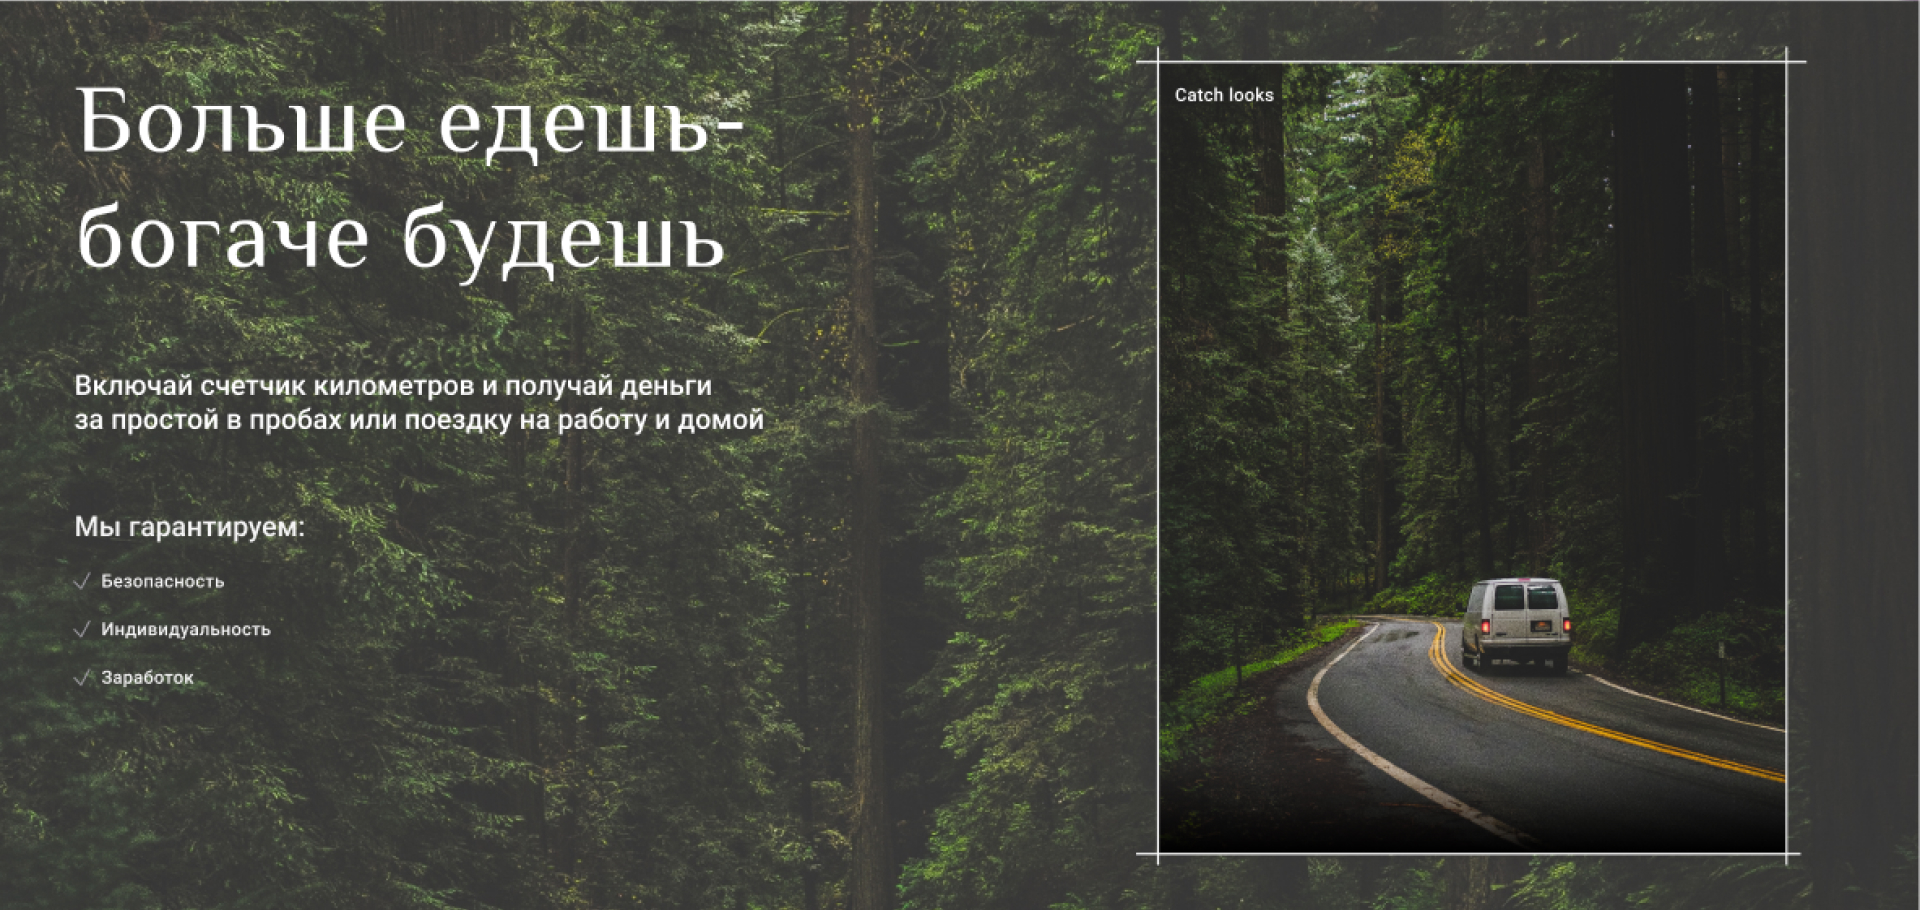 Больше едешь-
богаче будешь
Включай счетчик километров и получай деньги
за простой в пробах или поездку на работу и домой
Мы гарантируем:
Безопасность
Индивидуальность
Заработок
Catch looks